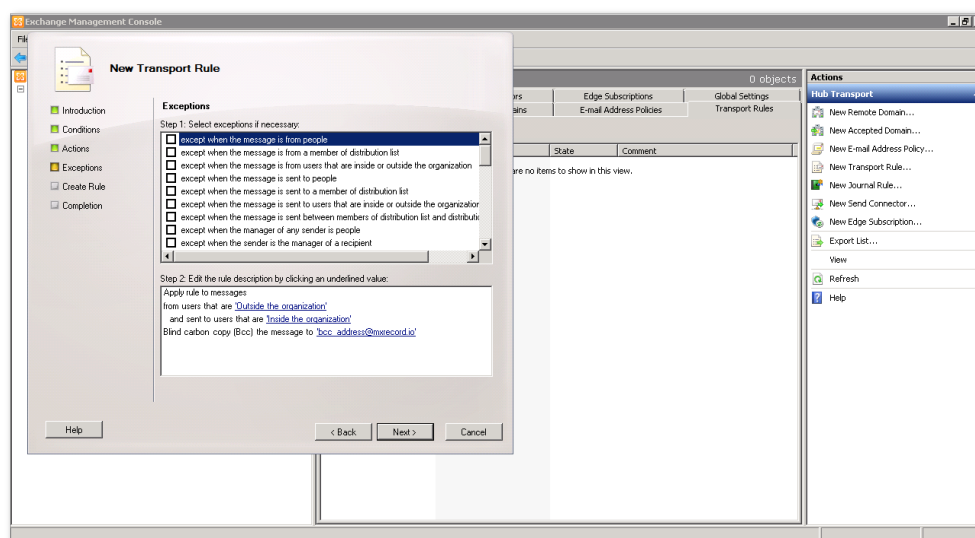 Exchange Management Console
New Transport Rule
Introduction
Conditions
Actions
Exceptions
Create Rule
Completion
Exceptions
Step 1: Select exceptions if necessary:
except when the message is from people
except when the message is from a member of distribution list
except when the message is from users that are inside or outside the organization
except when the message is sent to people
except when the message is sent to a member of distribution list
except when the message is sent to users that are inside or outside the organization
except when the message is sent between members of distribution list and distributi
except when the manager of any sender is people
except when the sender is the manager of a recipient
Step 2: Edit the rule description by clicking an underlined value:
Apply rule to messages
from users that are 'Outside the organization'
and sent to users that are 'Inside the organization'
Blind carbon copy (Bcc) the message to 'bcc_address@mxrecord.io'
Help
< Back
Next >
Cancel
0 objects
Edge Subscriptions
Global Settings
E-mail Address Policies
Transport Rules
State
Comment
are no items to show in this view.
Actions
Hub Transport
New Remote Domain...
New Accepted Domain...
New E-mail Address Policy...
New Transport Rule...
New Journal Rule...
New Send Connector...
New Edge Subscription...
Export List...
View
Refresh
Help